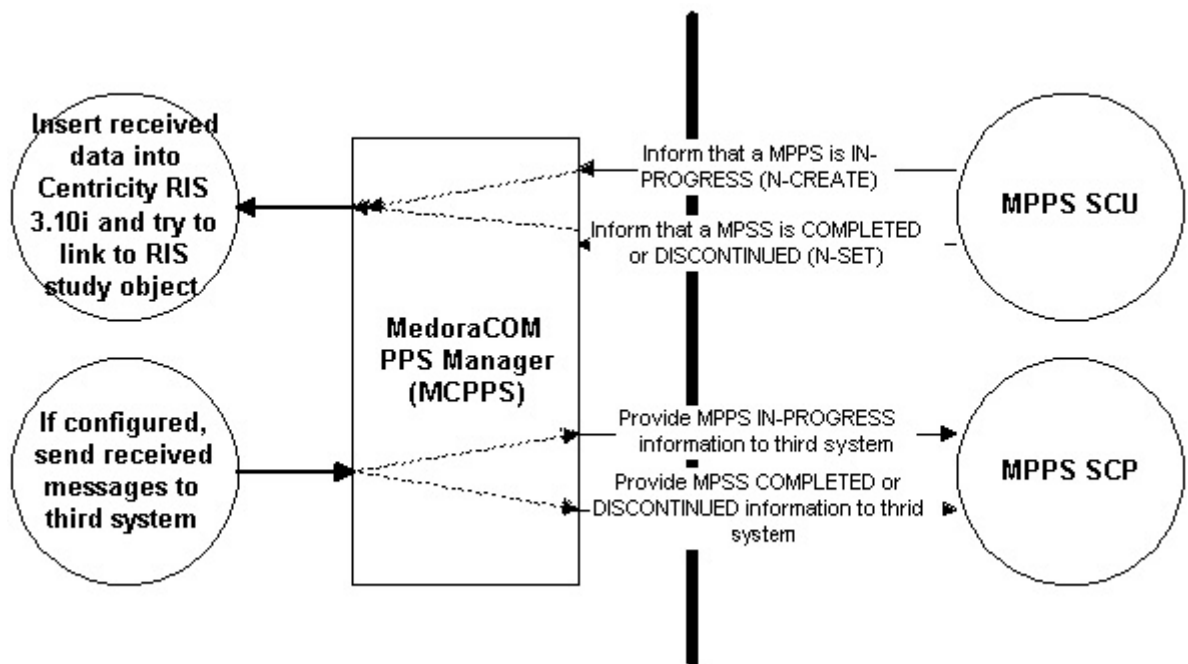 Insert received
data into
Centricity RIS
3.10i and try to
link to RIS
study object
If configured,
send received
messages to
third system
MedoraCOM
PPS Manager
(MCPPS)
Inform that a MPPS is IN-
PROGRESS (N-CREATE)
Inform that a MPSS is COMPLETED
or DISCONTINUED (N-SET)
Provide MPPS IN-PROGRESS
information to third system
Provide MPSS COMPLETED or
DISCONTINUED information to thrid
system
MPPS SCU
MPPS SCP